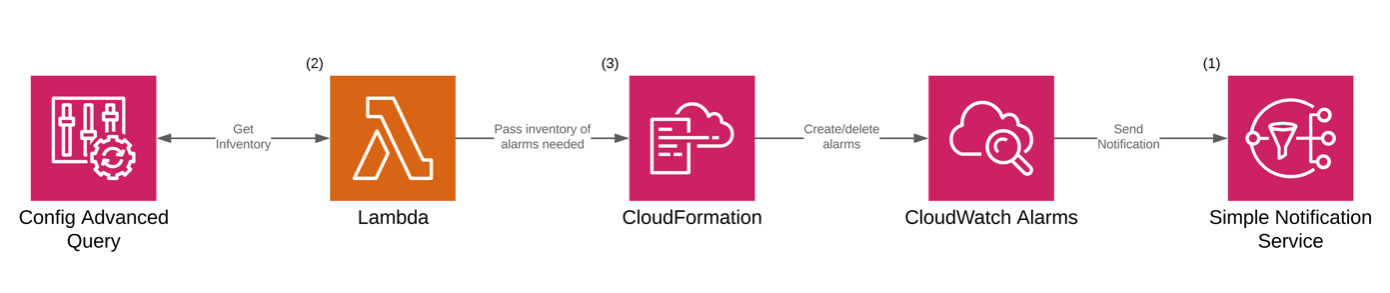 (2)
(3)
(1)
Get
Infventory
Pass inventory of
alarms needed
Create/delete
alarms
Send
Notification
Config Advanced
Query
Lambda
CloudFormation
CloudWatch Alarms
Simple Notification
Service